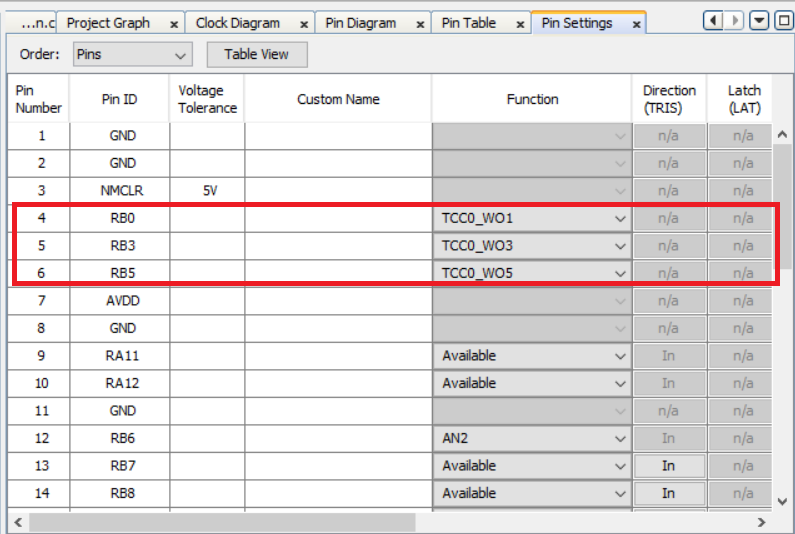 ...n.c Project Graph x Clock Diagram x Pin Diagram x Pin Table x Pin Settings x
Order: Pins Table View
Pin Number Pin ID Voltage Tolerance Custom Name Function Direction (TRIS) Latch (LAT)
1 GND n/a n/a
2 GND n/a n/a
3 NMCLR 5V n/a n/a
4 RB0 TCC0_WO1 n/a n/a
5 RB3 TCC0_WO3 n/a n/a
6 RB5 TCC0_WO5 n/a n/a
7 AVDD n/a n/a
8 GND n/a n/a
9 RA11 Available In n/a
10 RA12 Available In n/a
11 GND n/a n/a
12 RB6 AN2 In n/a
13 RB7 Available In n/a
14 RB8 Available In n/a